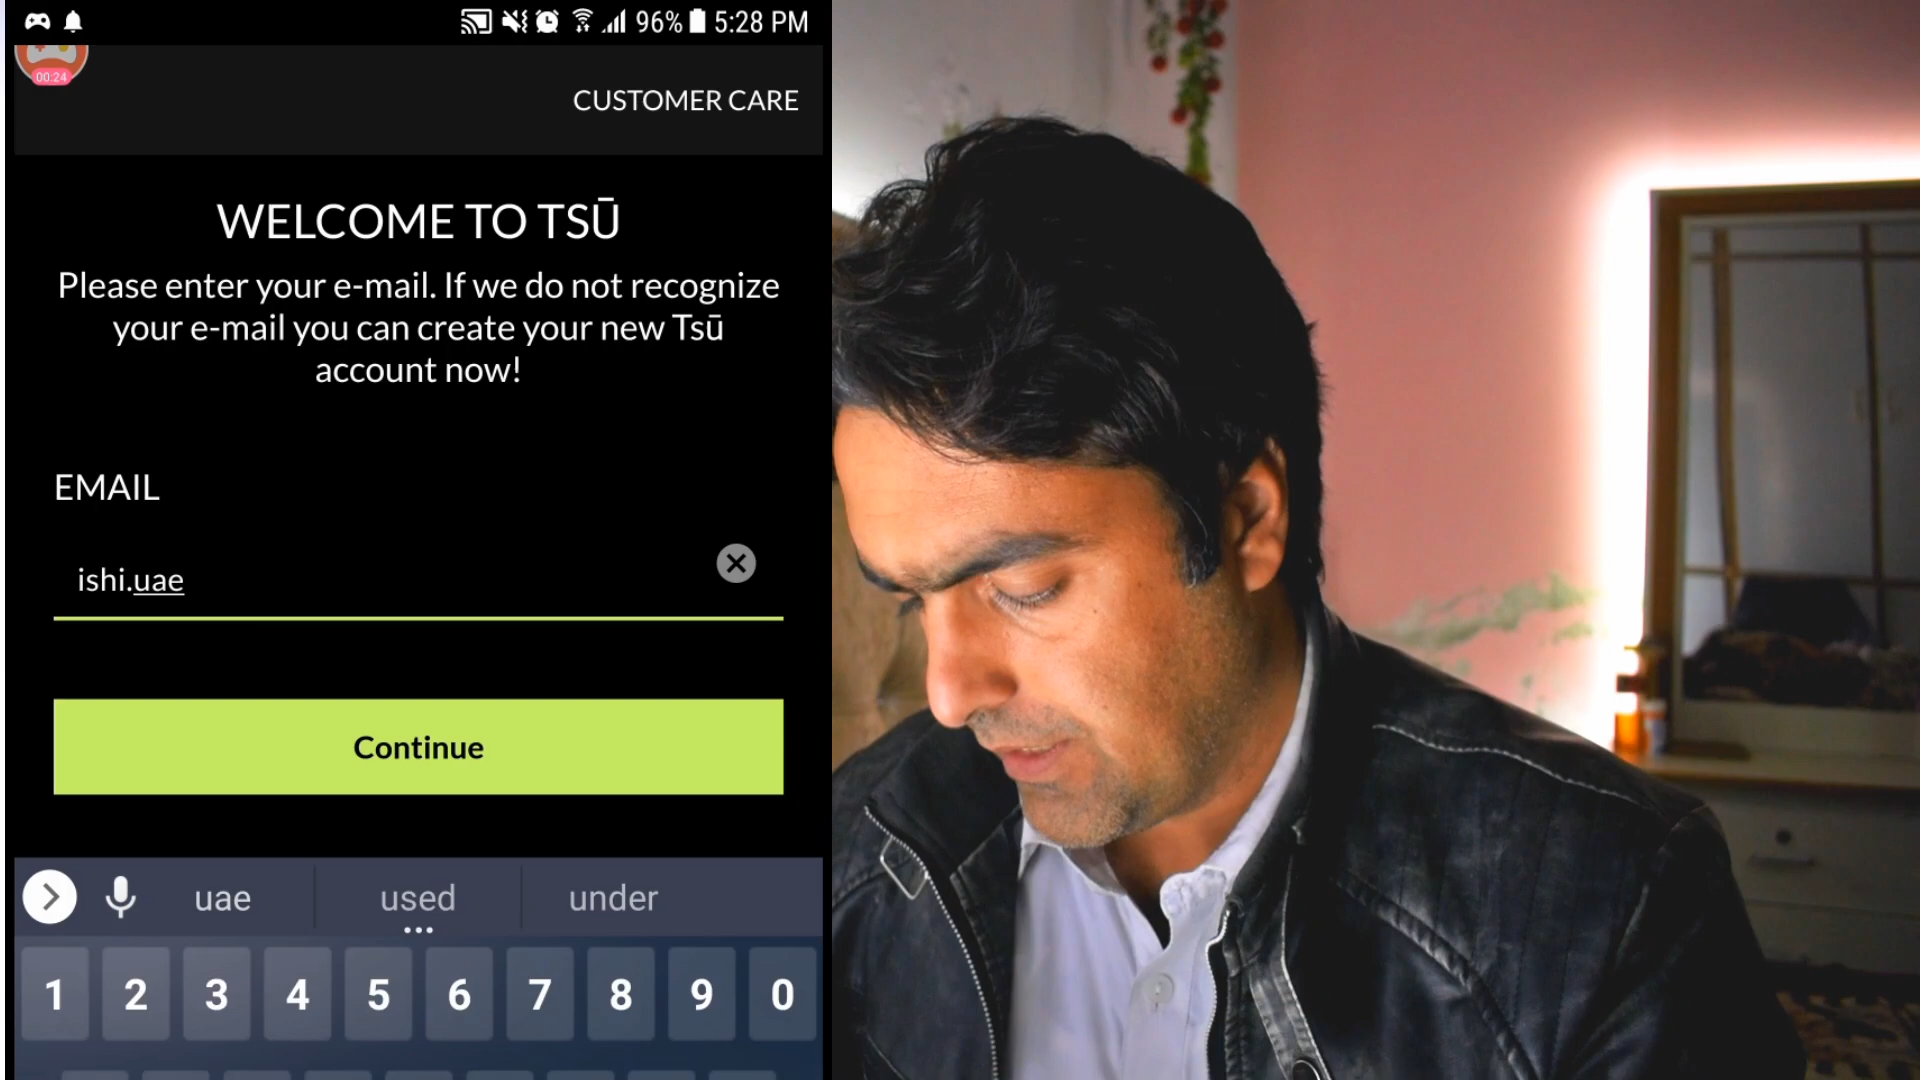 96% 5:28 PM
00:24
CUSTOMER CARE
WELCOME TO TSŪ
Please enter your e-mail. If we do not recognize
your e-mail you can create your new Tsū
account now!
EMAIL
ishi.uae
Continue
uae used under
1 2 3 4 5 6 7 8 9 0